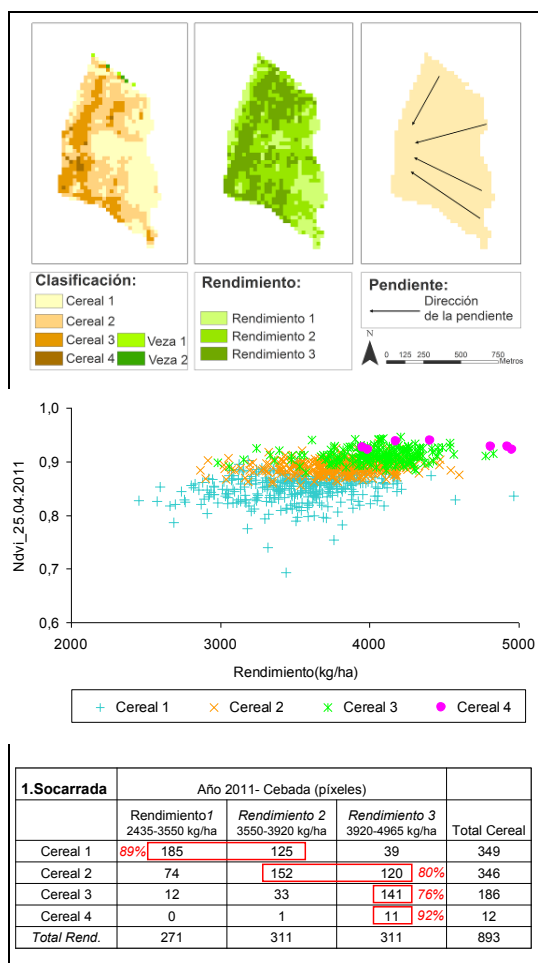 Clasificación:
Cereal 1
Cereal 2
Cereal 3
Cereal 4
Veza 1
Veza 2
Rendimiento:
Rendimiento 1
Rendimiento 2
Rendimiento 3
Pendiente:
Dirección
de la pendiente
N
0 125 250 500 750
Metros
1,0
0,9
0,8
0,7
0,6
Ndvi_25.04.2011
2000 3000 4000 5000
Rendimiento(kg/ha)
Cereal 1 Cereal 2 Cereal 3 Cereal 4
1.Socarrada Año 2011- Cebada (píxeles)
Rendimiento1 Rendimiento 2 Rendimiento 3
2435-3550 kg/ha 3550-3920 kg/ha 3920-4965 kg/ha Total Cereal
Cereal 1 89% 185 125 39 349
Cereal 2 74 152 120 80% 346
Cereal 3 12 33 141 76% 186
Cereal 4 0 1 11 92% 12
Total Rend. 271 311 311 893